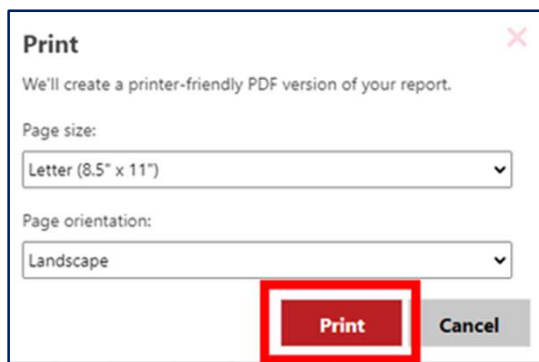 Print
We'll create a printer-friendly PDF version of your report.
Page size:
Letter (8.5" x 11")
Page orientation:
Landscape
Print Cancel